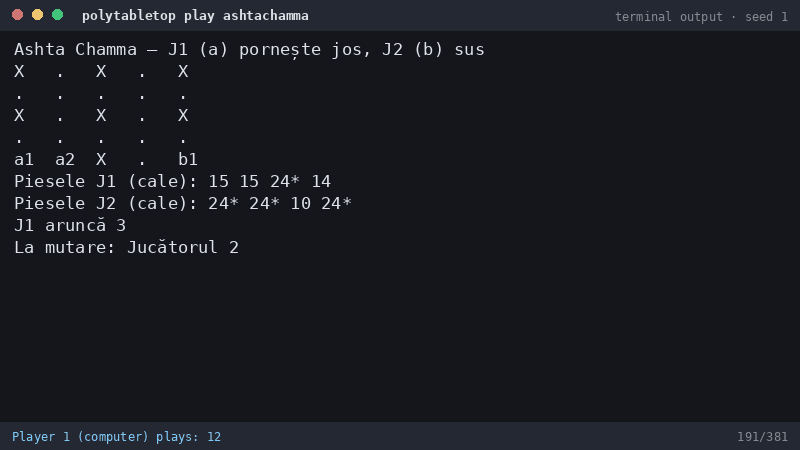 polytabletop play ashtachamma
terminal output · seed 1
Ashta Chamma — J1 (a) pornește jos, J2 (b) sus
X . X . X
. . . . .
X . X . X
. . . . .
a1 a2 X . b1
Piesele J1 (cale): 15 15 24* 14
Piesele J2 (cale): 24* 24* 10 24*
J1 aruncă 3
La mutare: Jucătorul 2
Player 1 (computer) plays: 12
191/381